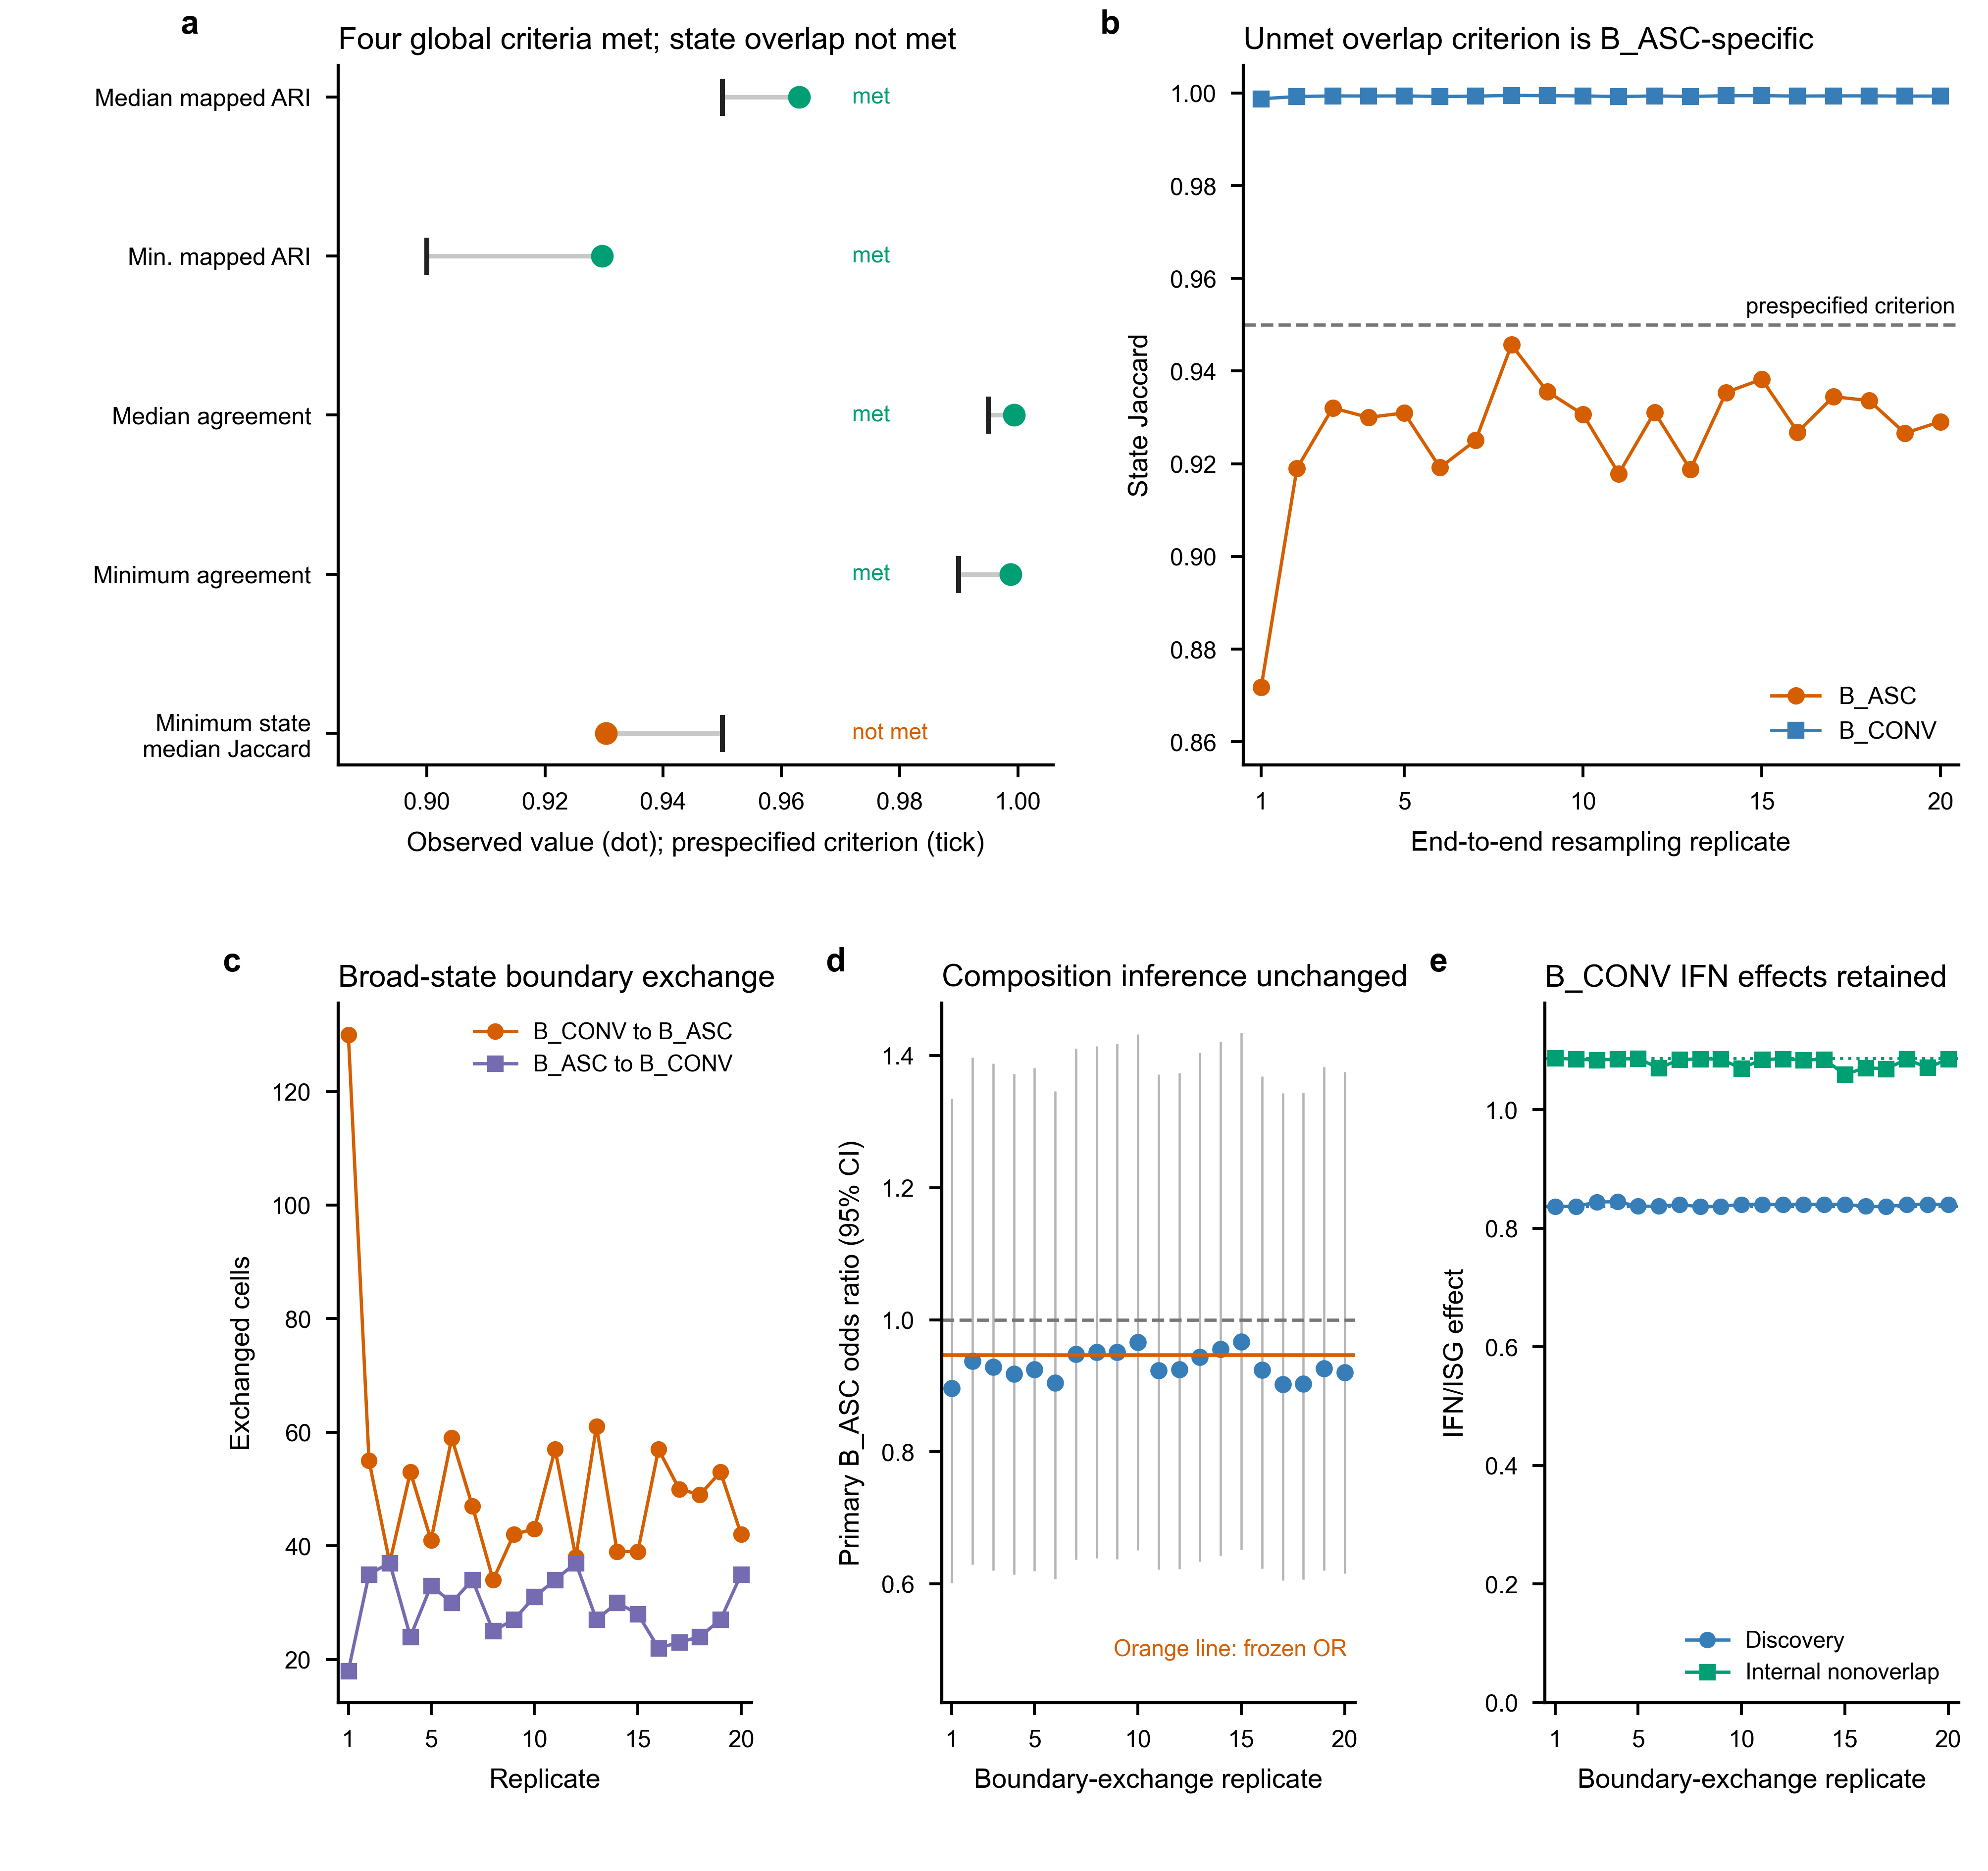 a
Four global criteria met; state overlap not met
Median mapped ARI
met
Min. mapped ARI
met
Median agreement
met
Minimum agreement
met
Minimum state
median Jaccard
not met
0.90 0.92 0.94 0.96 0.98 1.00
Observed value (dot); prespecified criterion (tick)
b
Unmet overlap criterion is B_ASC-specific
State Jaccard
1.00
0.98
0.96
0.94
0.92
0.90
0.88
0.86
prespecified criterion
B_ASC
B_CONV
1 5 10 15 20
End-to-end resampling replicate
c
Broad-state boundary exchange
Exchanged cells
120
100
80
60
40
20
B_CONV to B_ASC
B_ASC to B_CONV
1 5 10 15 20
Replicate
d
Composition inference unchanged
Primary B_ASC odds ratio (95% CI)
1.4
1.2
1.0
0.8
0.6
Orange line: frozen OR
1 5 10 15 20
Boundary-exchange replicate
e
B_CONV IFN effects retained
IFN/ISG effect
1.0
0.8
0.6
0.4
0.2
0.0
Discovery
Internal nonoverlap
1 5 10 15 20
Boundary-exchange replicate